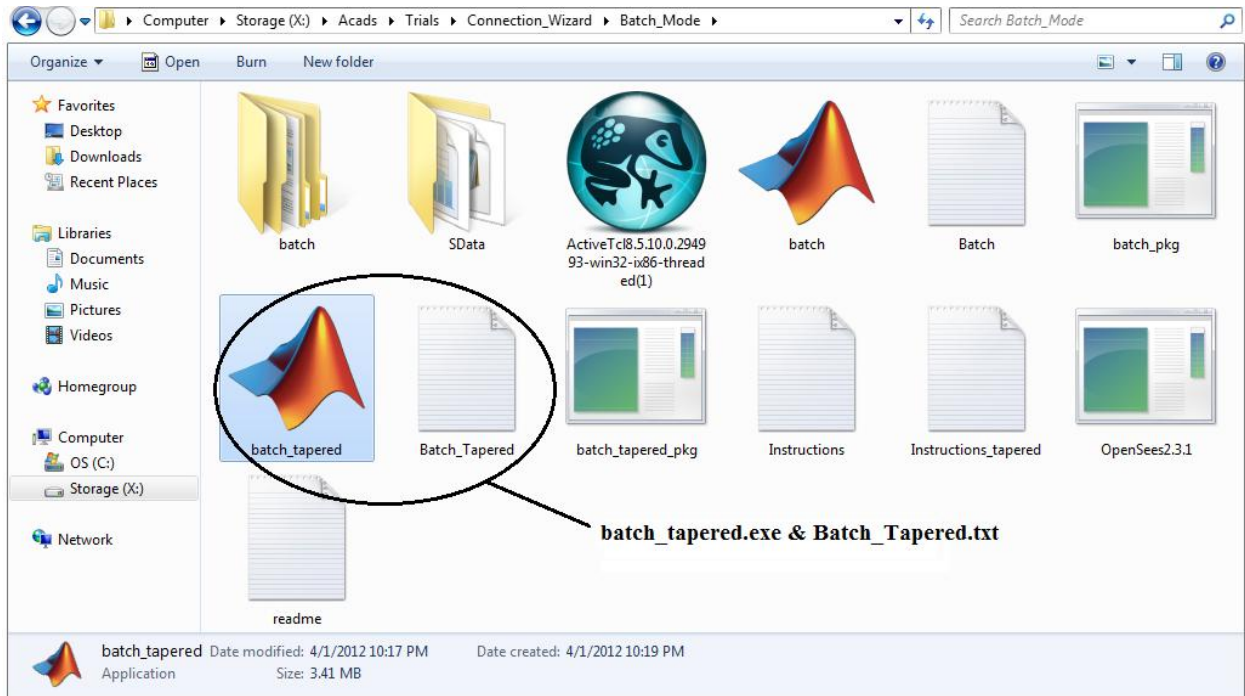 Computer ▸ Storage (X:) ▸ Acads ▸ Trials ▸ Connection_Wizard ▸ Batch_Mode ▸
Search Batch_Mode
Organize Open Burn New folder
Favorites
Desktop
Downloads
Recent Places
Libraries
Documents
Music
Pictures
Videos
Homegroup
Computer
OS (C:)
Storage (X:)
Network
batch
SData
ActiveTcl8.5.10.0.2949
93-win32-ix86-thread
ed(1)
batch
Batch
batch_pkg
batch_tapered
Batch_Tapered
batch_tapered_pkg
Instructions
Instructions_tapered
OpenSees2.3.1
batch_tapered.exe & Batch_Tapered.txt
readme
batch_tapered Date modified: 4/1/2012 10:17 PM Date created: 4/1/2012 10:19 PM
Application Size: 3.41 MB